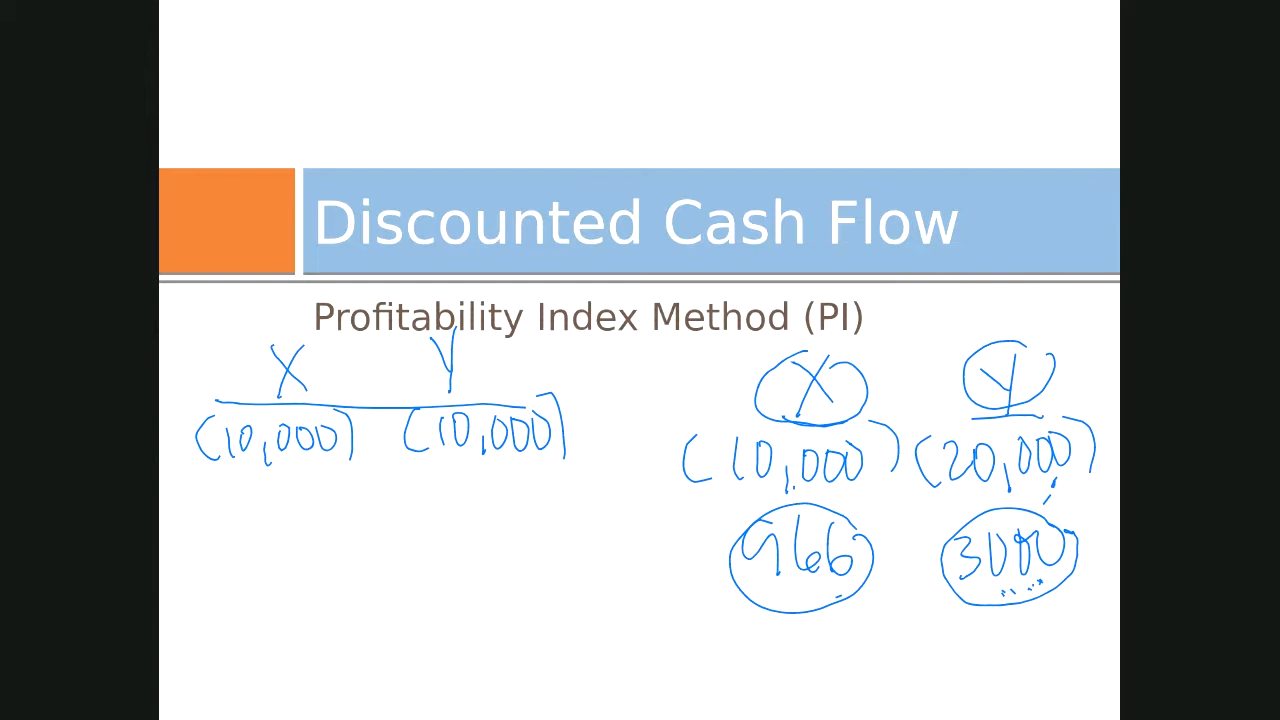 Discounted Cash Flow
Profitability Index Method (PI)
X Y
(10,000) (10,000)
X Y
(10,000) (20,000)
966 3000